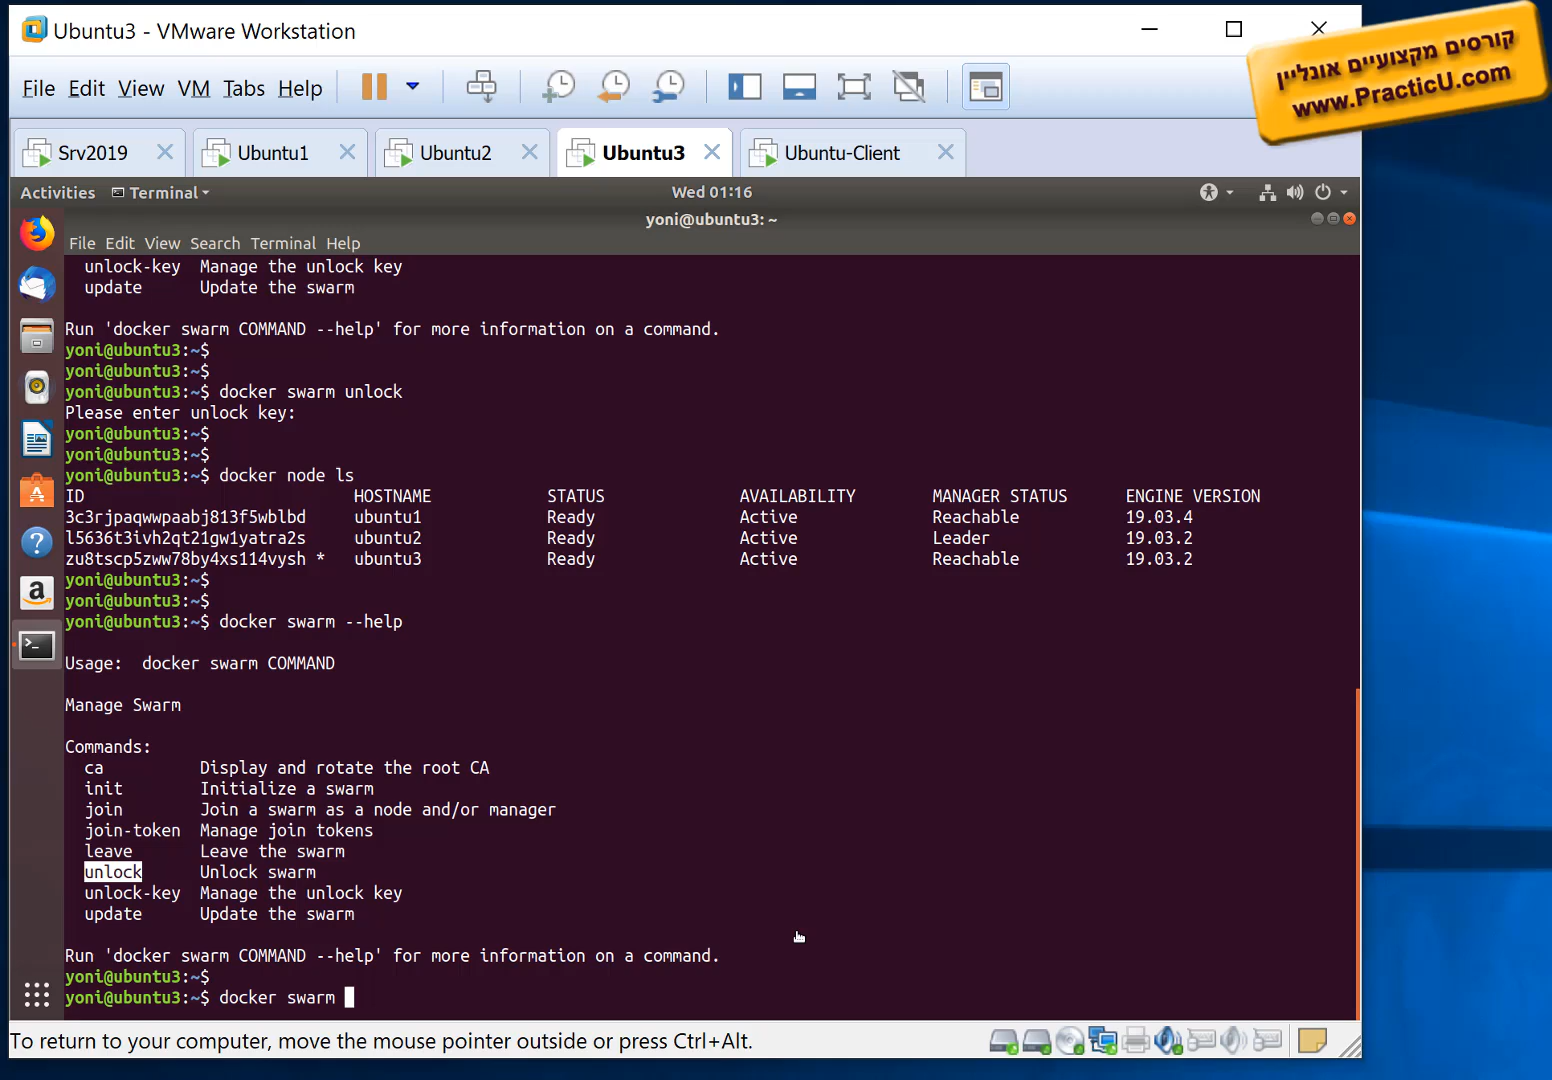 Ubuntu3 - VMware Workstation
קורסים מקצועיים אונליין
www.PracticU.com
File Edit View VM Tabs Help
Srv2019 Ubuntu1 Ubuntu2 Ubuntu3 Ubuntu-Client
Activities Terminal Wed 01:16
yoni@ubuntu3: ~
File Edit View Search Terminal Help
unlock-key Manage the unlock key
update Update the swarm
Run 'docker swarm COMMAND --help' for more information on a command.
yoni@ubuntu3:~$
yoni@ubuntu3:~$
yoni@ubuntu3:~$ docker swarm unlock
Please enter unlock key:
yoni@ubuntu3:~$
yoni@ubuntu3:~$
yoni@ubuntu3:~$ docker node ls
ID HOSTNAME STATUS AVAILABILITY MANAGER STATUS ENGINE VERSION
3c3rjpaqwwpaabj813f5wblbd ubuntu1 Ready Active Reachable 19.03.4
l5636t3ivh2qt21gw1yatra2s ubuntu2 Ready Active Leader 19.03.2
zu8tscp5zww78by4xs114vysh * ubuntu3 Ready Active Reachable 19.03.2
yoni@ubuntu3:~$
yoni@ubuntu3:~$
yoni@ubuntu3:~$ docker swarm --help
Usage: docker swarm COMMAND
Manage Swarm
Commands:
ca Display and rotate the root CA
init Initialize a swarm
join Join a swarm as a node and/or manager
join-token Manage join tokens
leave Leave the swarm
unlock Unlock swarm
unlock-key Manage the unlock key
update Update the swarm
Run 'docker swarm COMMAND --help' for more information on a command.
yoni@ubuntu3:~$
yoni@ubuntu3:~$ docker swarm
To return to your computer, move the mouse pointer outside or press Ctrl+Alt.